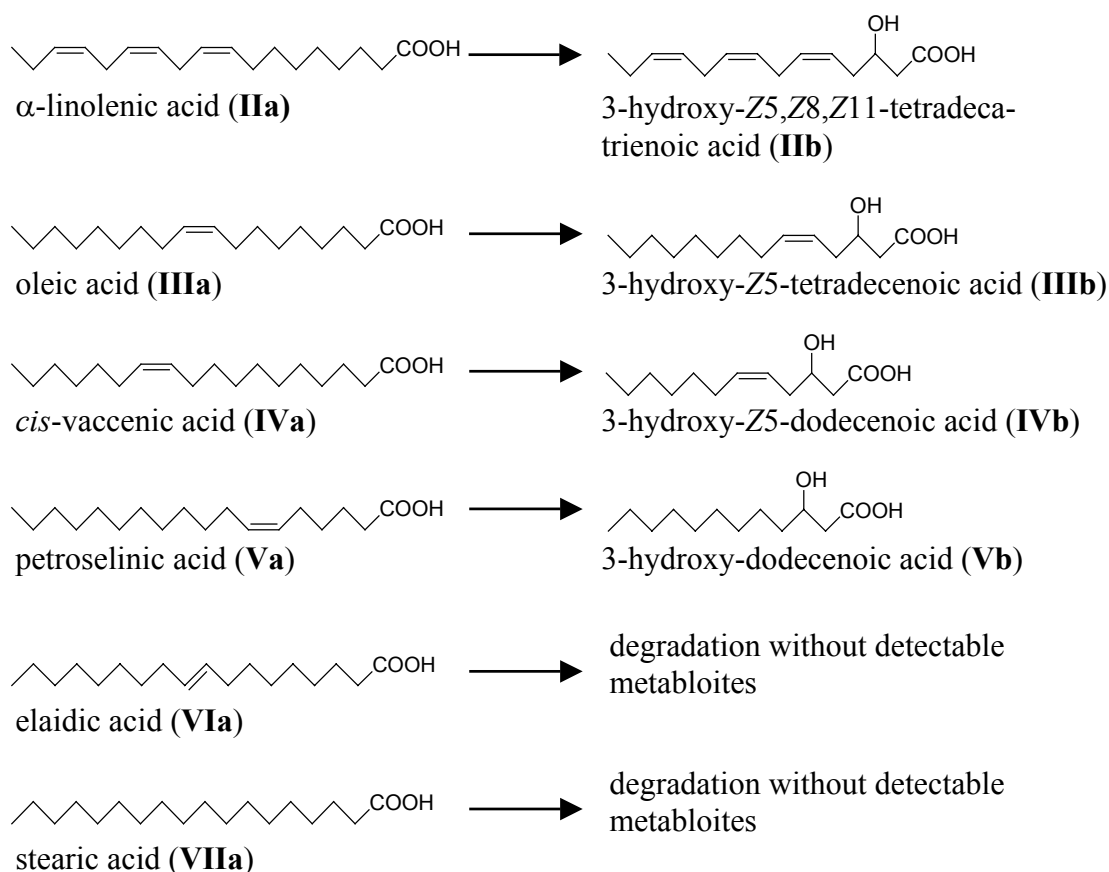 COOH
α-linolenic acid (IIa)
OH
COOH
3-hydroxy-Z5,Z8,Z11-tetradeca-
trienoic acid (IIb)
COOH
oleic acid (IIIa)
OH
COOH
3-hydroxy-Z5-tetradecenoic acid (IIIb)
COOH
cis-vaccenic acid (IVa)
OH
COOH
3-hydroxy-Z5-dodecenoic acid (IVb)
COOH
petroselinic acid (Va)
OH
COOH
3-hydroxy-dodecenoic acid (Vb)
COOH
elaidic acid (VIa)
degradation without detectable
metabloites
COOH
stearic acid (VIIa)
degradation without detectable
metabloites